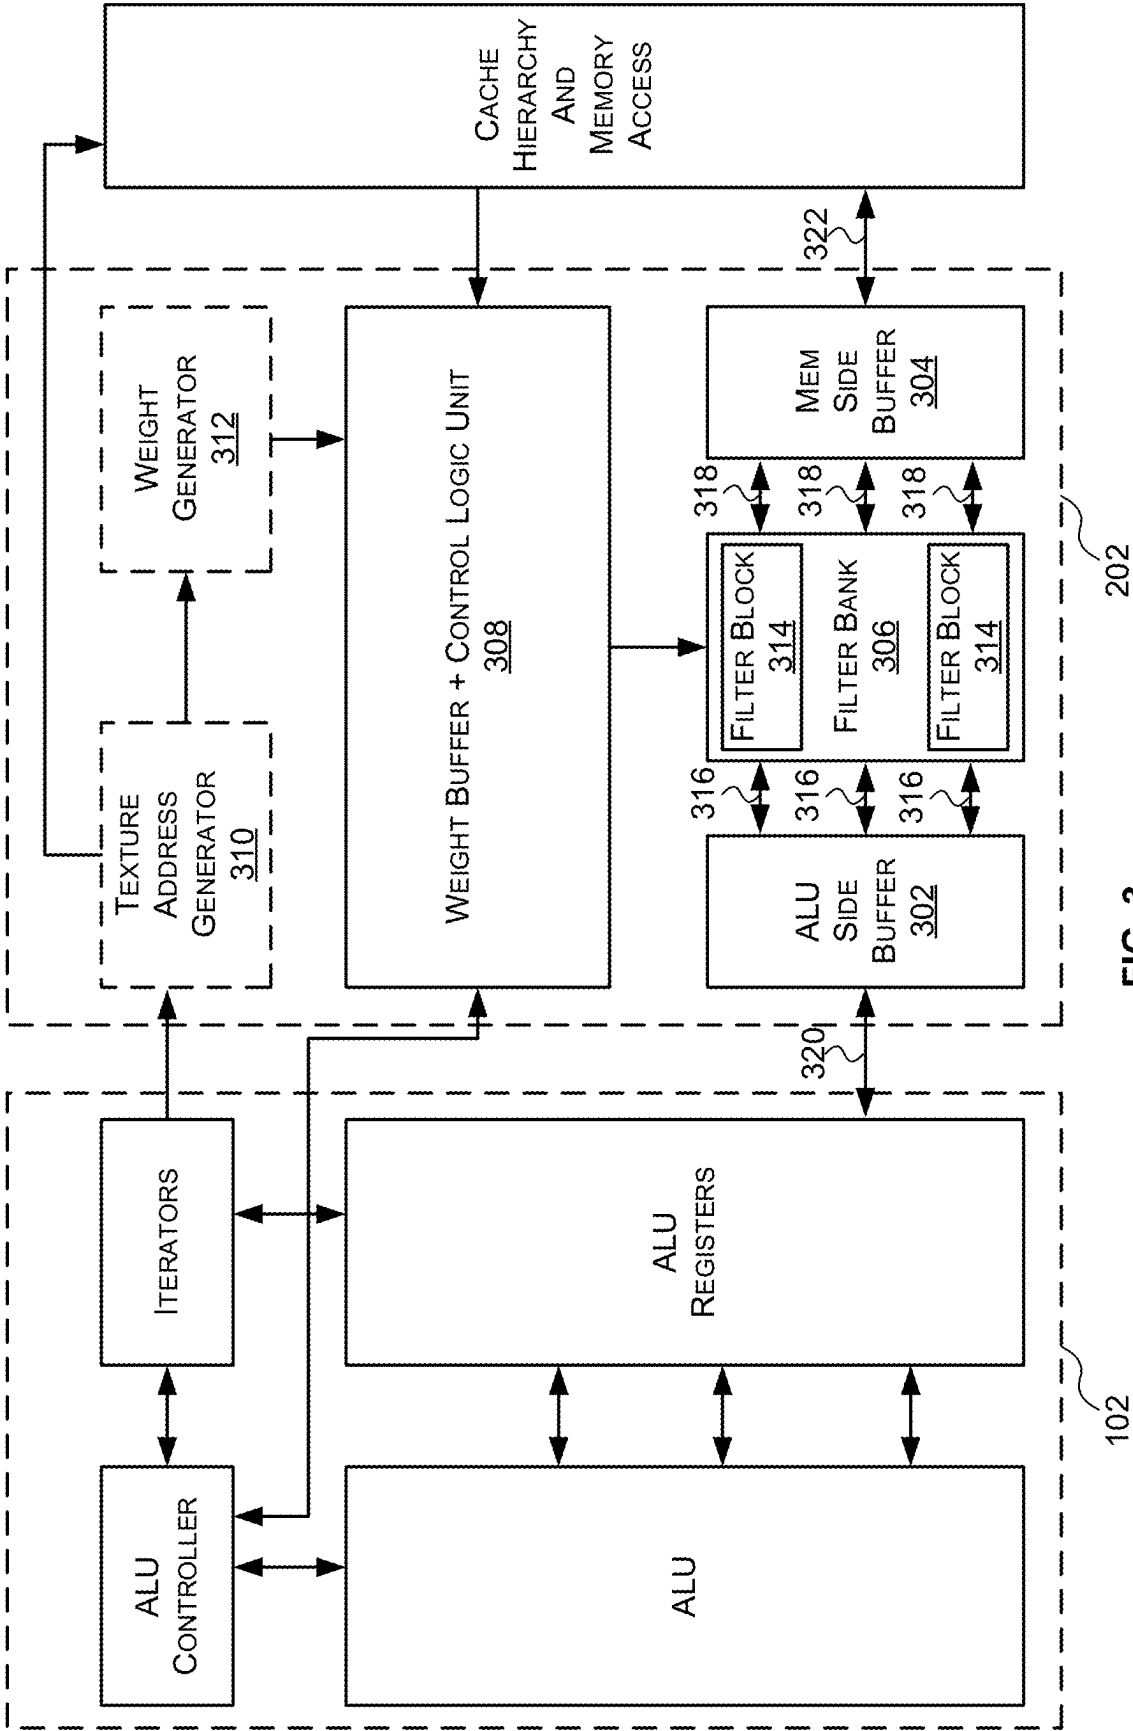 ALU
CONTROLLER
ITERATORS
TEXTURE
ADDRESS
GENERATOR
310
WEIGHT
GENERATOR
312
CACHE
HIERARCHY
AND
MEMORY
ACCESS
WEIGHT BUFFER + CONTROL LOGIC UNIT
308
ALU
ALU
REGISTERS
320
ALU
SIDE
BUFFER
302
316
316
316
FILTER BLOCK
314
FILTER BANK
306
FILTER BLOCK
314
318
318
318
MEM
SIDE
BUFFER
304
322
102
202
FIG. 3